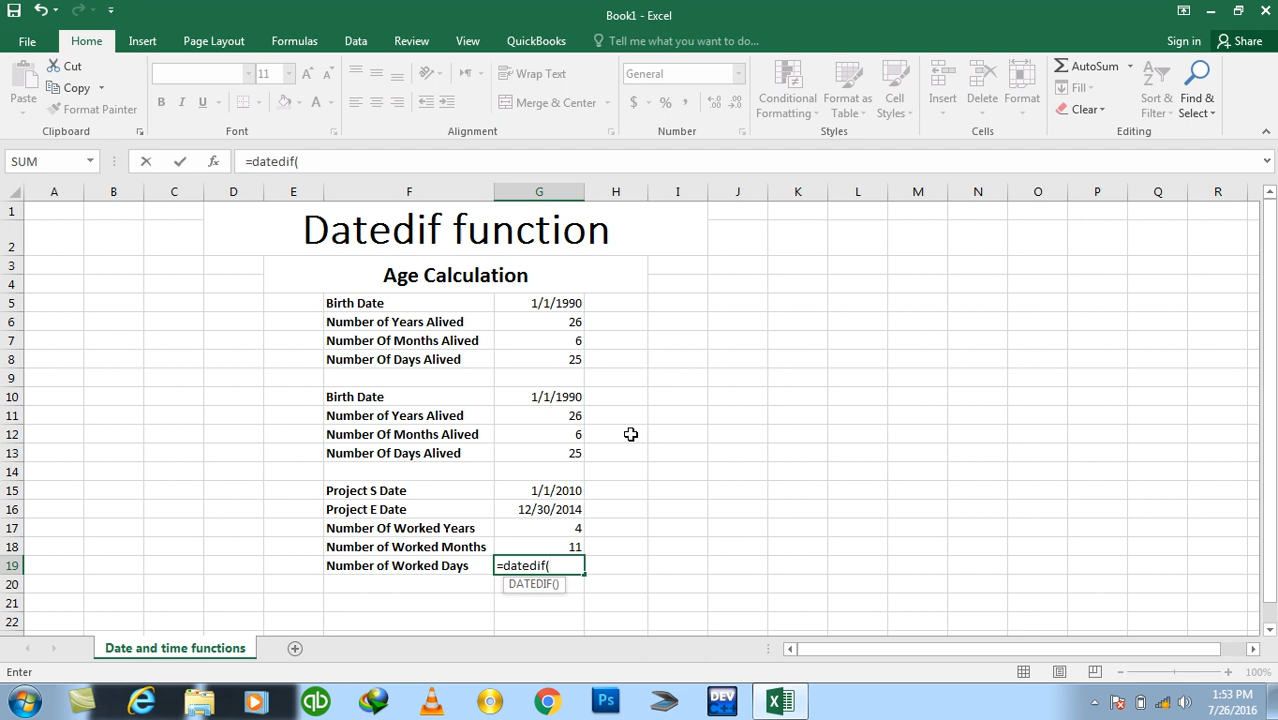 Book1 - Excel
File Home Insert Page Layout Formulas Data Review View QuickBooks Tell me what you want to do... Sign in Share
Paste
Cut
Copy
Format Painter
Clipboard
11
B I U
A
Font
Wrap Text
Merge & Center
Alignment
General
$ % ,
Number
Conditional Formatting
Format as Table
Cell Styles
Styles
Insert Delete Format
Cells
AutoSum
Fill
Clear
Sort & Filter
Find & Select
Editing
SUM fx =datedif(
A B C D E F G H I J K L M N O P Q R
1
2 Datedif function
3
4 Age Calculation
5 Birth Date 1/1/1990
6 Number of Years Alived 26
7 Number Of Months Alived 6
8 Number Of Days Alived 25
9
10 Birth Date 1/1/1990
11 Number of Years Alived 26
12 Number Of Months Alived 6
13 Number Of Days Alived 25
14
15 Project S Date 1/1/2010
16 Project E Date 12/30/2014
17 Number Of Worked Years 4
18 Number of Worked Months 11
19 Number of Worked Days =datedif(
20 DATEDIF()
21
22
Date and time functions
Enter 100%
qb Ps DEV C++
1:53 PM
7/26/2016